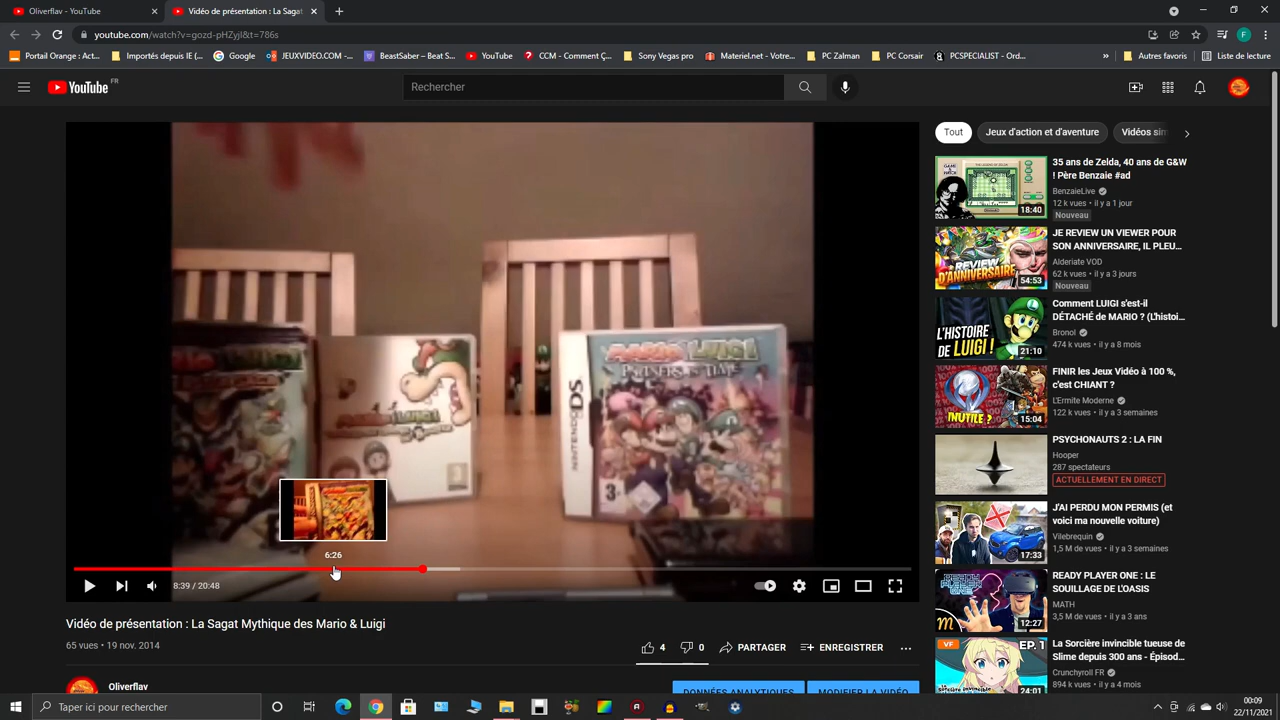 Oliverflav - YouTube
Vidéo de présentation : La Sagat
youtube.com/watch?v=gozd-pHZyjI&t=786s
Portail Orange : Act...
Importés depuis IE (...
Google
JEUXVIDEO.COM -...
BeastSaber – Beat S...
YouTube
CCM - Comment Ç...
Sony Vegas pro
Materiel.net - Votre...
PC Zalman
PC Corsair
PCSPECIALIST - Ord...
Autres favoris
Liste de lecture
YouTube FR
Rechercher
Tout
Jeux d'action et d'aventure
Vidéos sim
35 ans de Zelda, 40 ans de G&W
! Père Benzaie #ad
BenzaieLive
12 k vues • il y a 1 jour
Nouveau
18:40
JE REVIEW UN VIEWER POUR
SON ANNIVERSAIRE, IL PLEU...
Alderiate VOD
62 k vues • il y a 3 jours
Nouveau
REVIEW
D'ANNIVERSAIRE
54:53
Comment LUIGI s'est-il
DÉTACHÉ de MARIO ? (L'histoi...
Bronol
474 k vues • il y a 8 mois
L'HISTOIRE
DE LUIGI !
21:10
FINIR les Jeux Vidéo à 100 %,
c'est CHIANT ?
L'Ermite Moderne
122 k vues • il y a 3 semaines
INUTILE ?
15:04
PSYCHONAUTS 2 : LA FIN
Hooper
287 spectateurs
ACTUELLEMENT EN DIRECT
J'AI PERDU MON PERMIS (et
voici ma nouvelle voiture)
Vilebrequin
1,5 M de vues • il y a 3 semaines
17:33
READY PLAYER ONE : LE
SOUILLAGE DE L'OASIS
MATH
3,5 M de vues • il y a 3 ans
12:27
La Sorcière invincible tueuse de
Slime depuis 300 ans - Épisod...
Crunchyroll FR
894 k vues • il y a 4 mois
VF
EP. 1
24:01
MARIO & LUIGI
PARTNERS IN TIME
NINTENDO DS
LUIGI
3+
6:26
8:39 / 20:48
Vidéo de présentation : La Sagat Mythique des Mario & Luigi
65 vues • 19 nov. 2014
4
0
PARTAGER
ENREGISTRER
Oliverflav
DONNÉES ANALYTIQUES
MODIFIER LA VIDÉO
Taper ici pour rechercher
00:09
22/11/2021